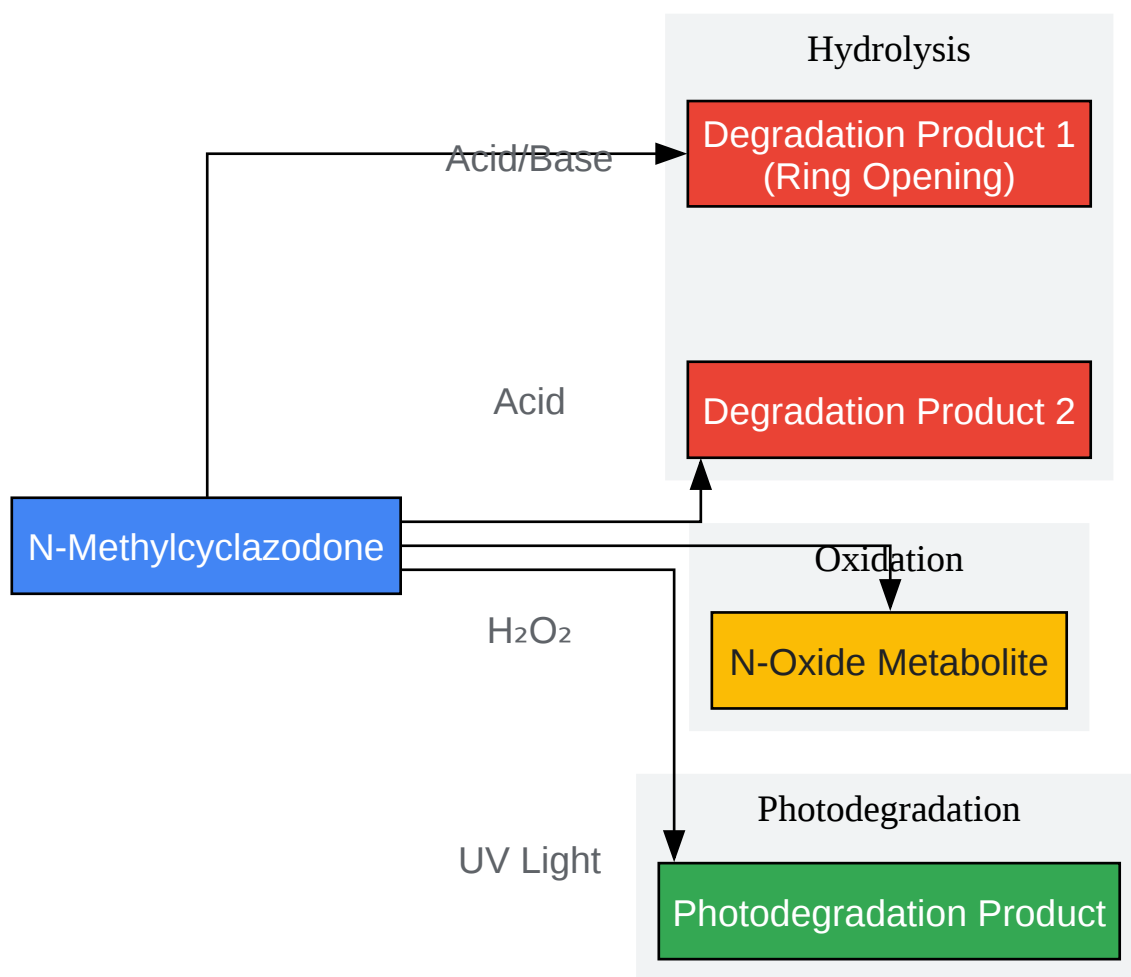 Hydrolysis
Degradation Product 1
(Ring Opening)
Acid/Base
Acid
Degradation Product 2
N-Methylcyclazodone
Oxidation
H₂O₂
N-Oxide Metabolite
Photodegradation
UV Light
Photodegradation Product